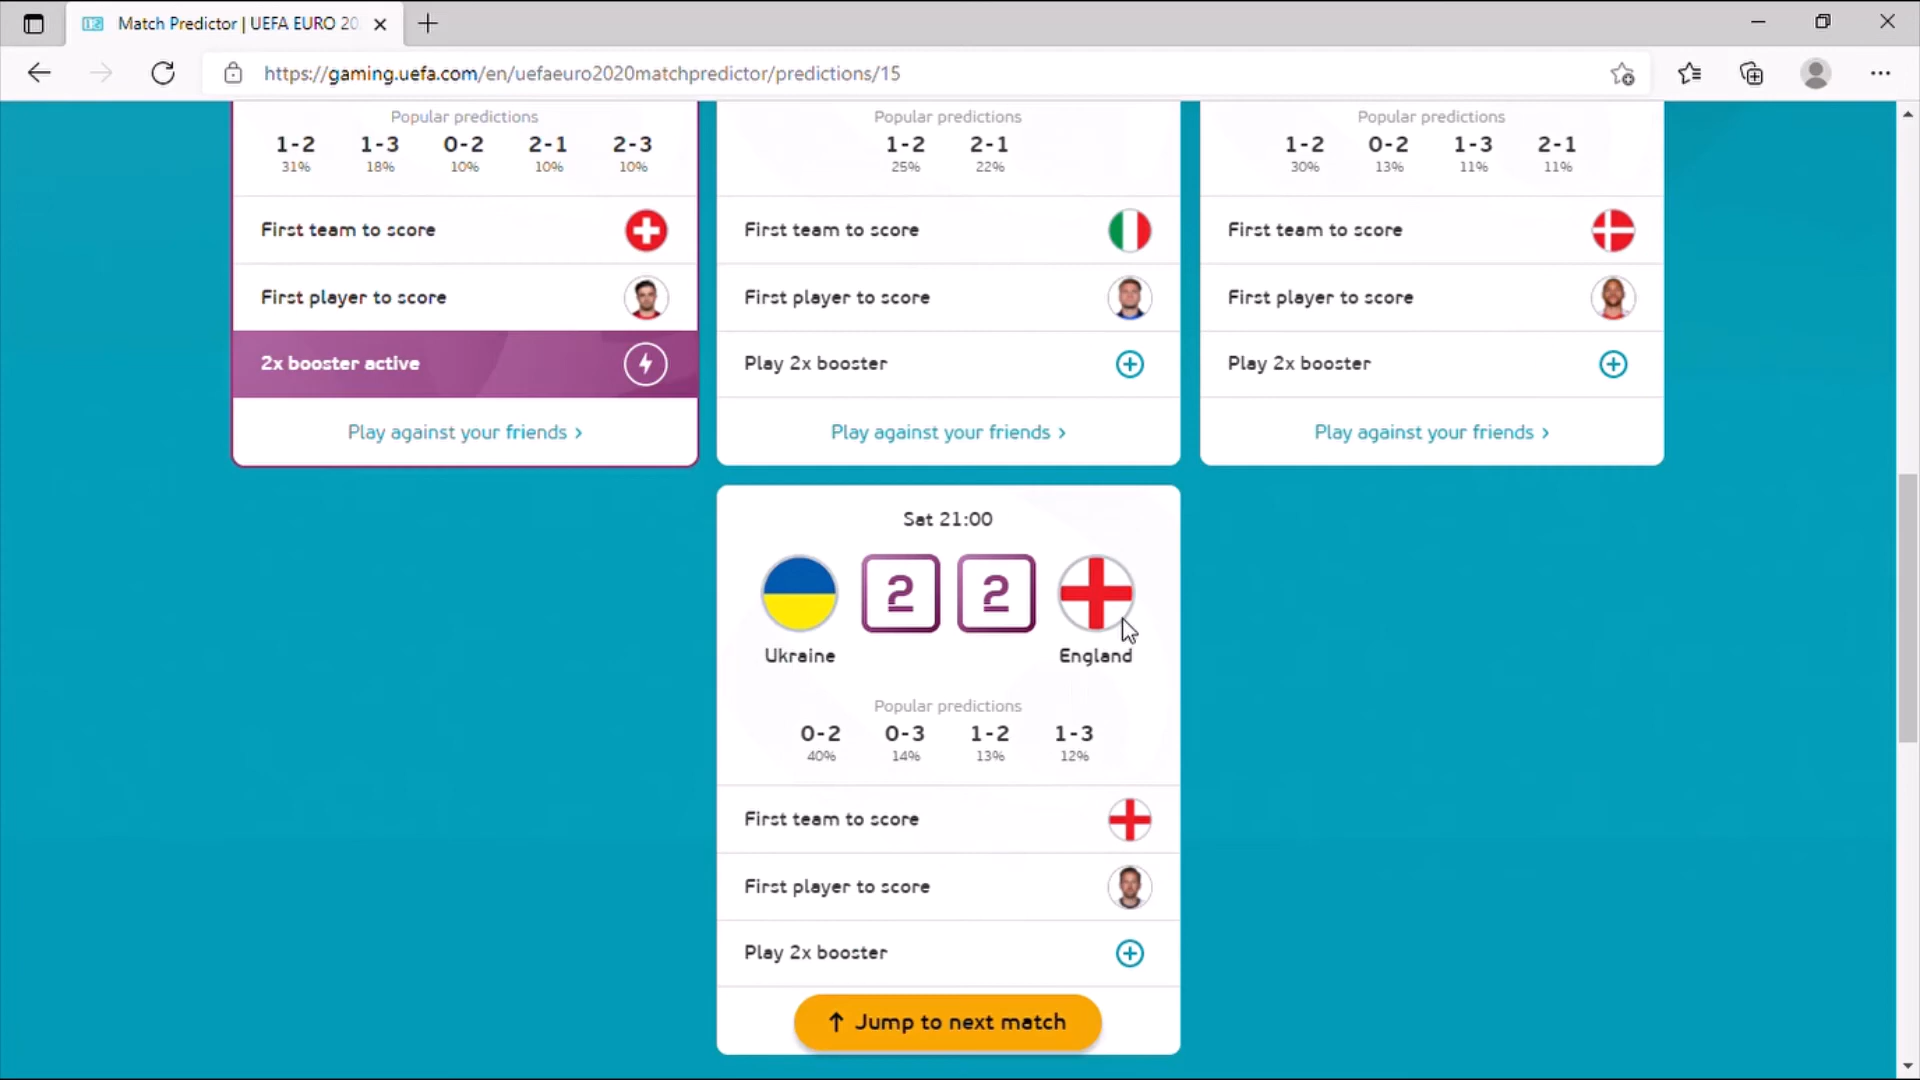 Match Predictor | UEFA EURO 20
https://gaming.uefa.com/en/uefaeuro2020matchpredictor/predictions/15
Popular predictions
1-2 1-3 0-2 2-1 2-3
31% 18% 10% 10% 10%
First team to score
First player to score
2x booster active
Play against your friends >
Popular predictions
1-2 2-1
25% 22%
First team to score
First player to score
Play 2x booster
Play against your friends >
Popular predictions
1-2 0-2 1-3 2-1
30% 13% 11% 11%
First team to score
First player to score
Play 2x booster
Play against your friends >
Sat 21:00
2 2
Ukraine England
Popular predictions
0-2 0-3 1-2 1-3
40% 14% 13% 12%
First team to score
First player to score
Play 2x booster
↑ Jump to next match